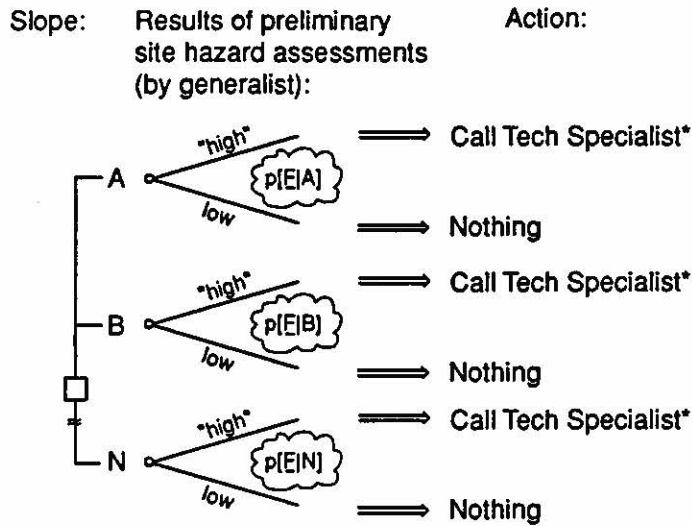 Slope:
Results of preliminary
site hazard assessments
(by generalist):
Action:
A
"high"
low
p[E|A]
Call Tech Specialist*
Nothing
B
"high"
low
p[E|B]
Call Tech Specialist*
Nothing
N
"high"
low
p[E|N]
Call Tech Specialist*
Nothing